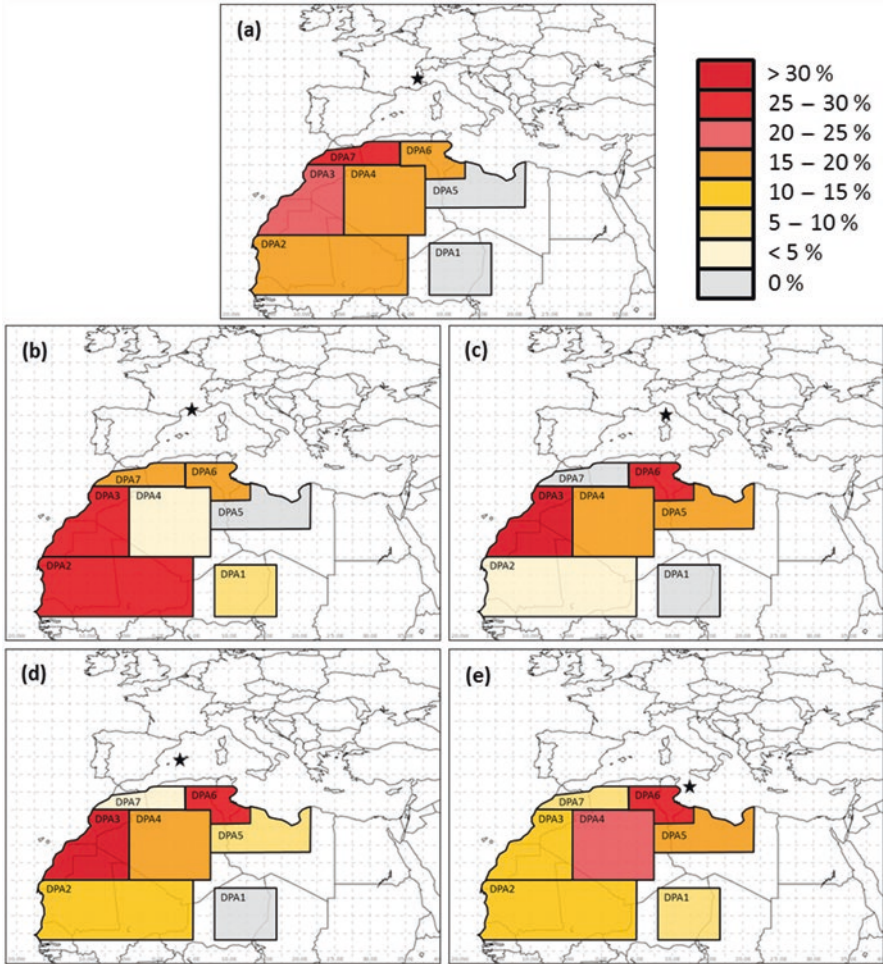 (a)
DPA7
DPA6
DPA3
DPA4
DPA5
DPA2
DPA1
> 30 %
25 – 30 %
20 – 25 %
15 – 20 %
10 – 15 %
5 – 10 %
< 5 %
0 %
(b)
DPA7
DPA6
DPA3
DPA4
DPA5
DPA2
DPA1
(c)
DPA7
DPA6
DPA3
DPA4
DPA5
DPA2
DPA1
(d)
DPA7
DPA6
DPA3
DPA4
DPA5
DPA2
DPA1
(e)
DPA7
DPA6
DPA3
DPA4
DPA5
DPA2
DPA1